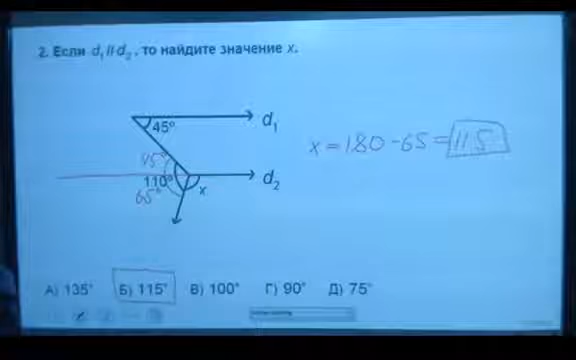 2. Если d₁ // d₂ , то найдите значение x.
45° d₁
x = 180 - 65 = 115
45°
110° d₂
65° x
А) 135° Б) 115° В) 100° Г) 90° Д) 75°